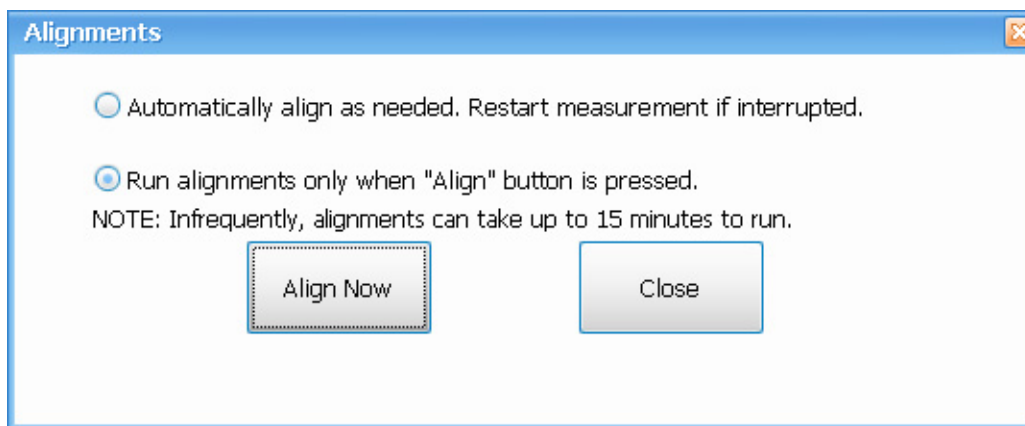 Alignments
Automatically align as needed. Restart measurement if interrupted.
Run alignments only when "Align" button is pressed.
NOTE: Infrequently, alignments can take up to 15 minutes to run.
Align Now
Close